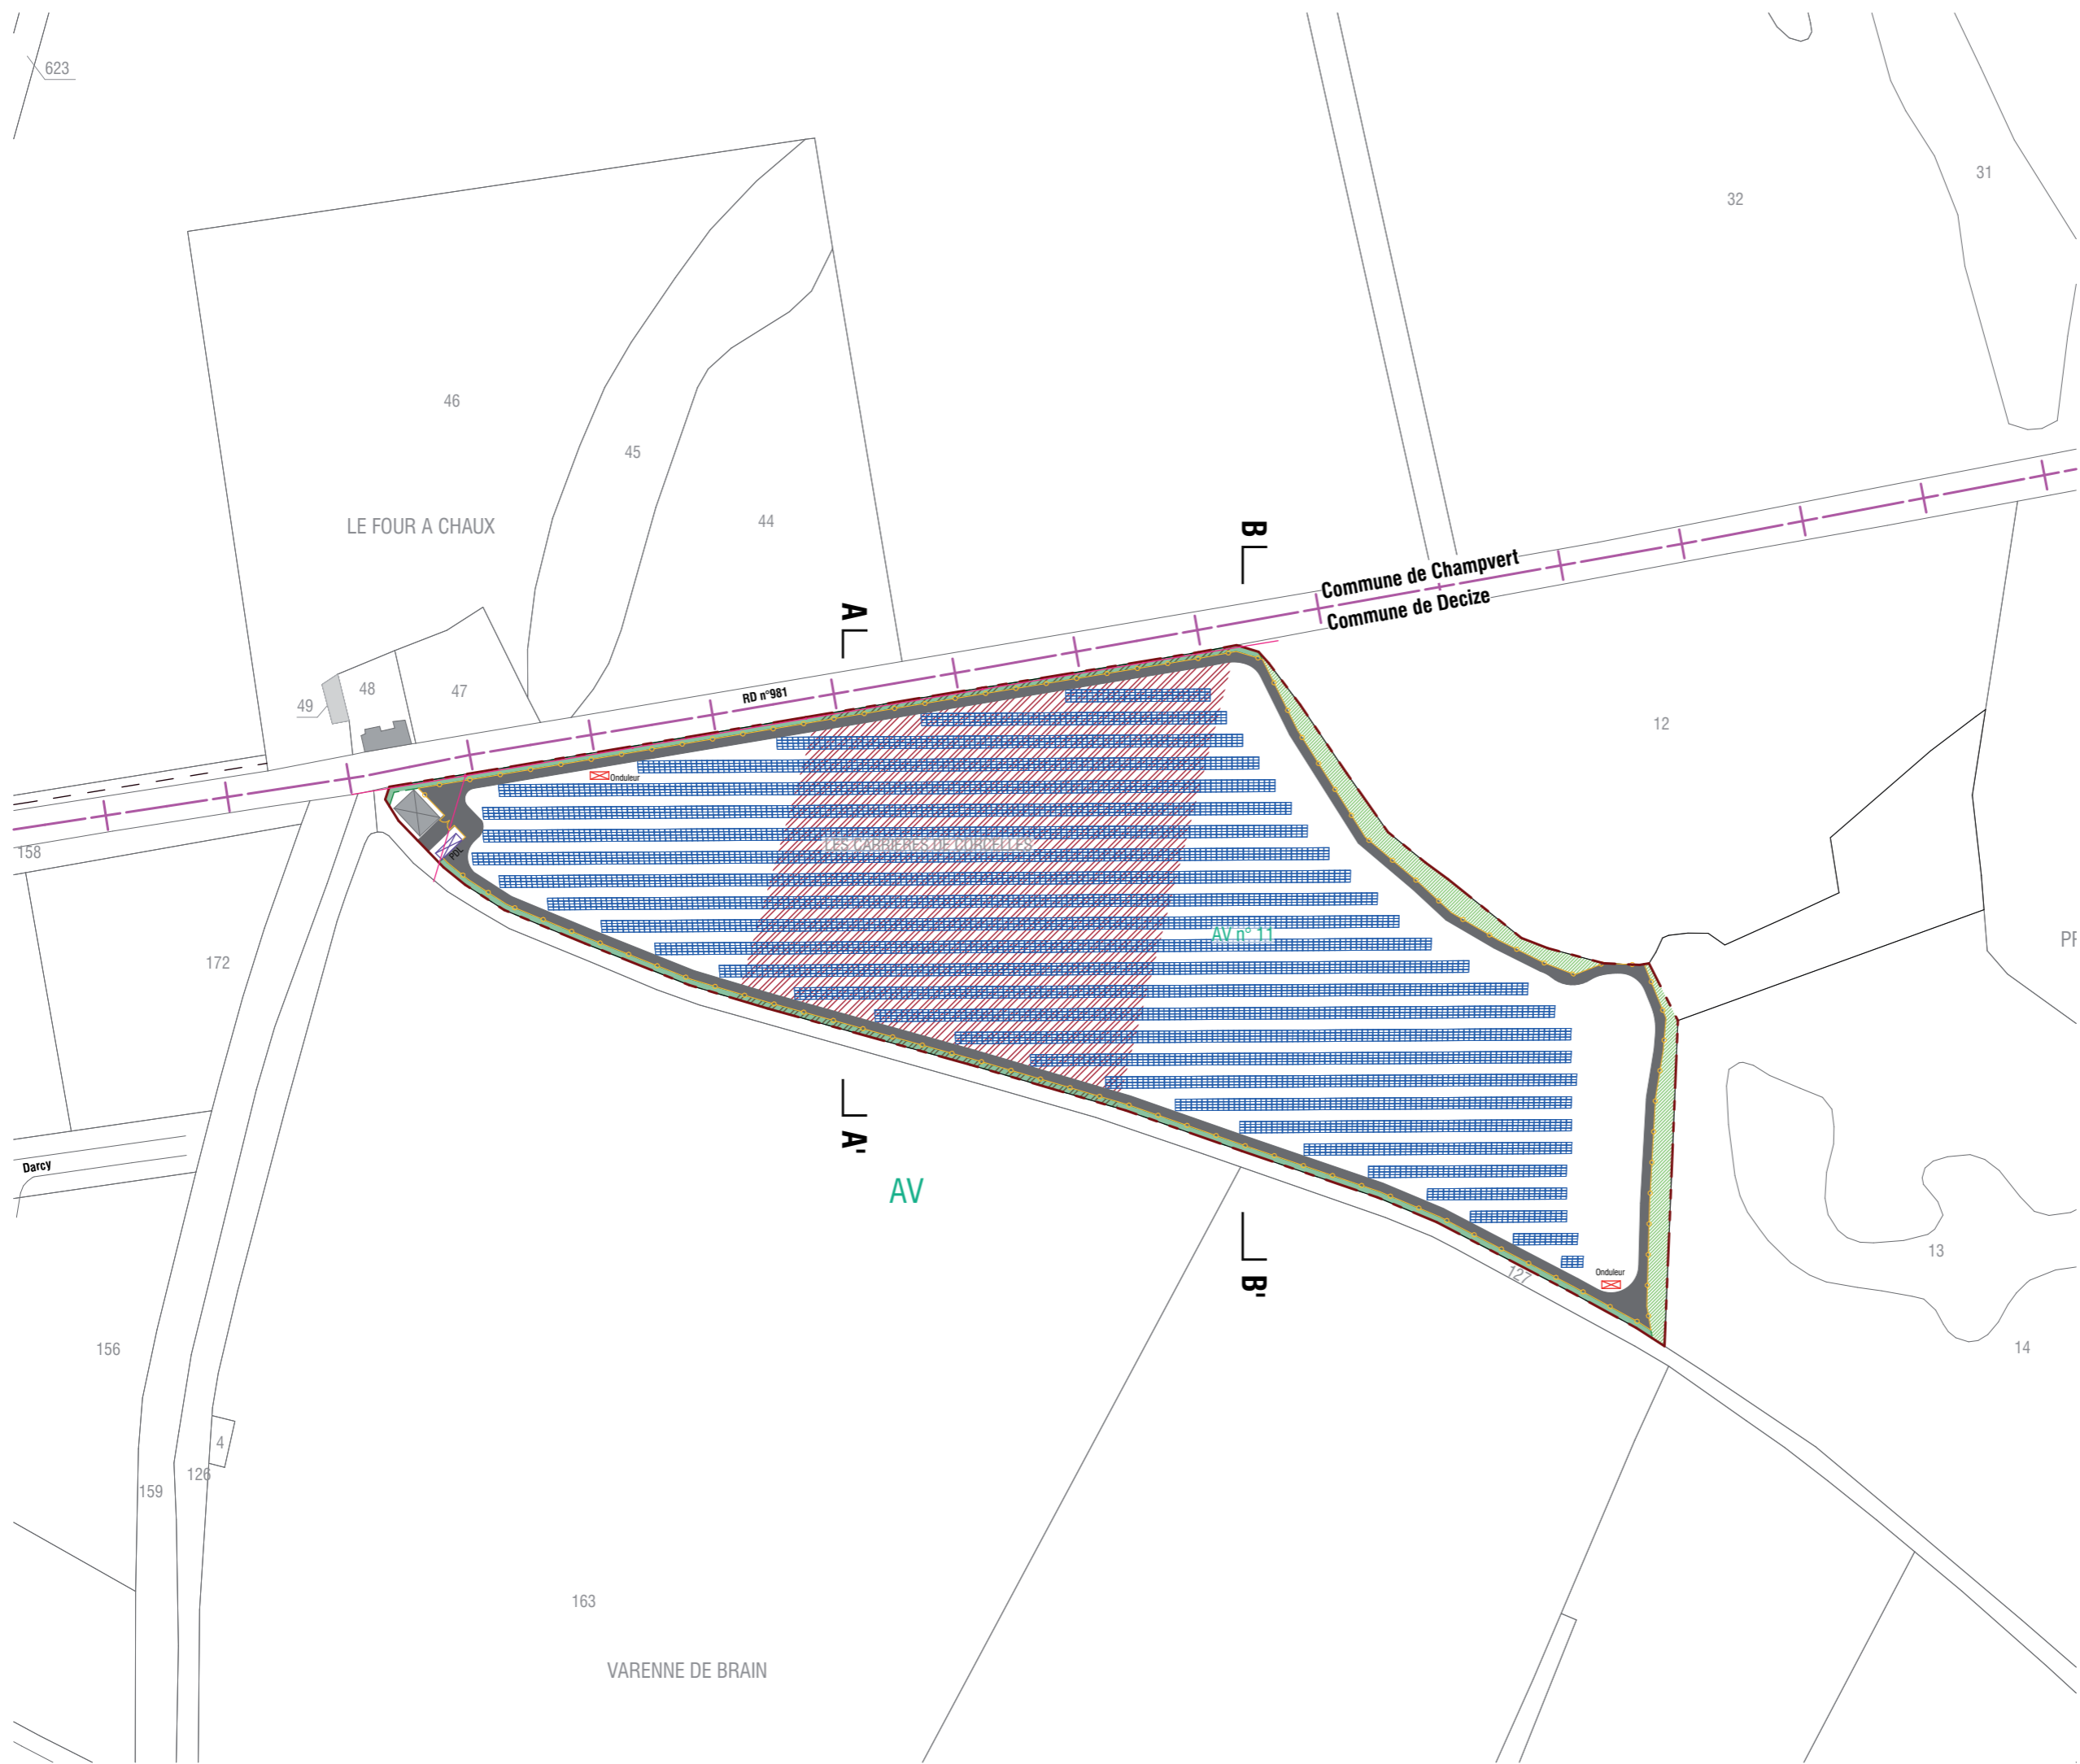 623
31
32
46
45
44
LE FOUR A CHAUX
B
Commune de Champvert
Commune de Decize
A
49
48
47
RD n°981
12
Onduleur
158
PDL
LES CARRIERES DE CORCELLES
AV n° 11
172
A'
Darcy
AV
B'
127
Onduleur
13
14
156
4
126
159
163
VARENNE DE BRAIN